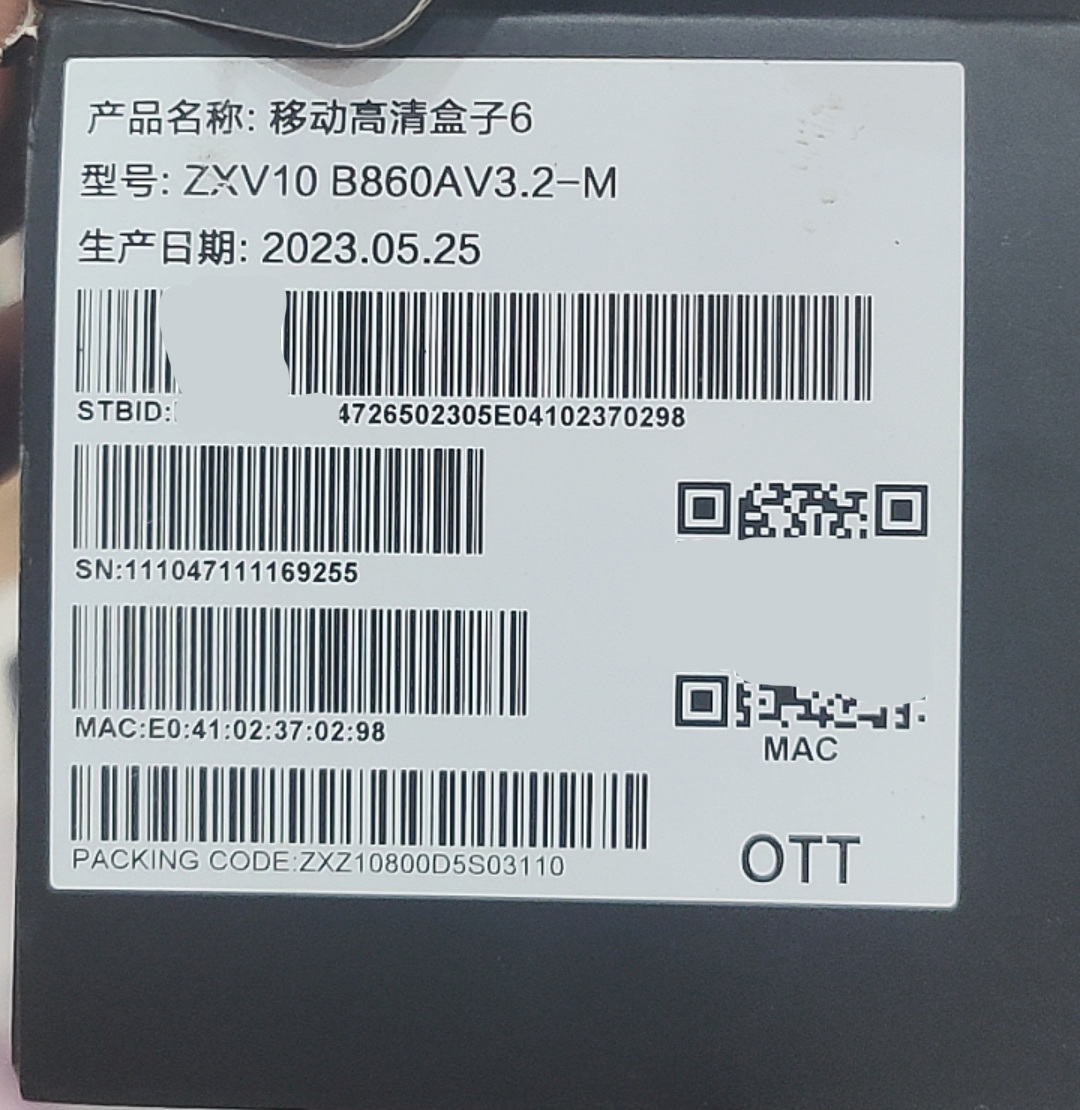 产品名称: 移动高清盒子6
型号: ZXV10 B860AV3.2-M
生产日期: 2023.05.25
STBID: 4726502305E04102370298
SN:111047111169255
MAC:E0:41:02:37:02:98
MAC
PACKING CODE:ZXZ10800D5S03110
OTT